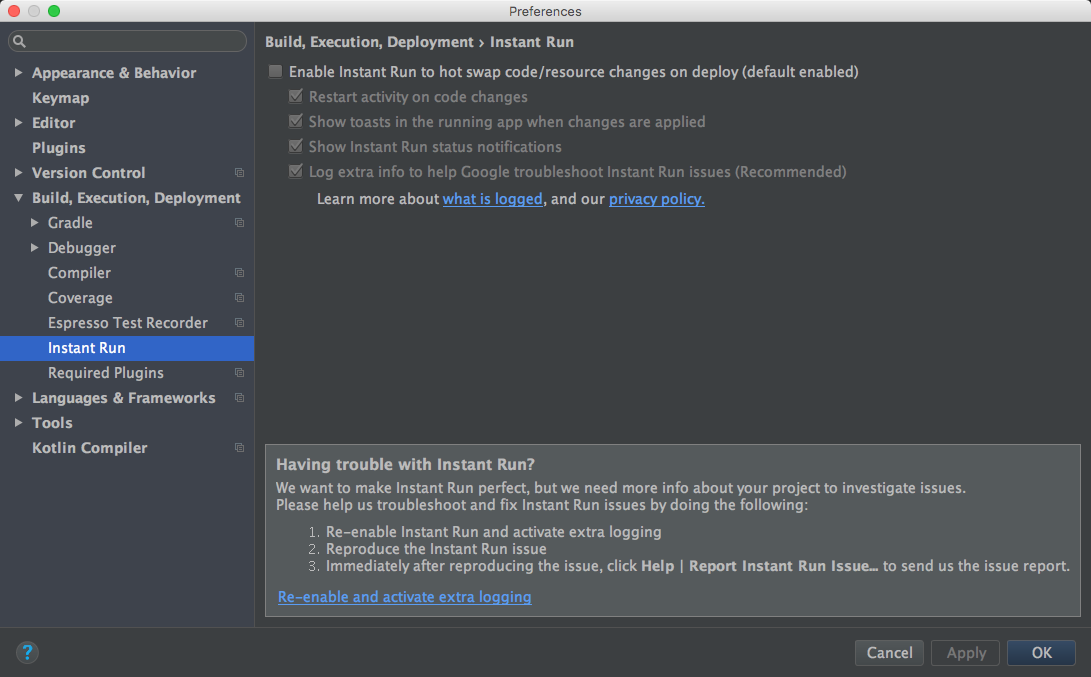 Preferences
Appearance & Behavior
Keymap
Editor
Plugins
Version Control
Build, Execution, Deployment
Gradle
Debugger
Compiler
Coverage
Espresso Test Recorder
Instant Run
Required Plugins
Languages & Frameworks
Tools
Kotlin Compiler
Build, Execution, Deployment › Instant Run
Enable Instant Run to hot swap code/resource changes on deploy (default enabled)
Restart activity on code changes
Show toasts in the running app when changes are applied
Show Instant Run status notifications
Log extra info to help Google troubleshoot Instant Run issues (Recommended)
Learn more about what is logged, and our privacy policy.
Having trouble with Instant Run?
We want to make Instant Run perfect, but we need more info about your project to investigate issues.
Please help us troubleshoot and fix Instant Run issues by doing the following:
1. Re-enable Instant Run and activate extra logging
2. Reproduce the Instant Run issue
3. Immediately after reproducing the issue, click Help | Report Instant Run Issue... to send us the issue report.
Re-enable and activate extra logging
?
Cancel
Apply
OK